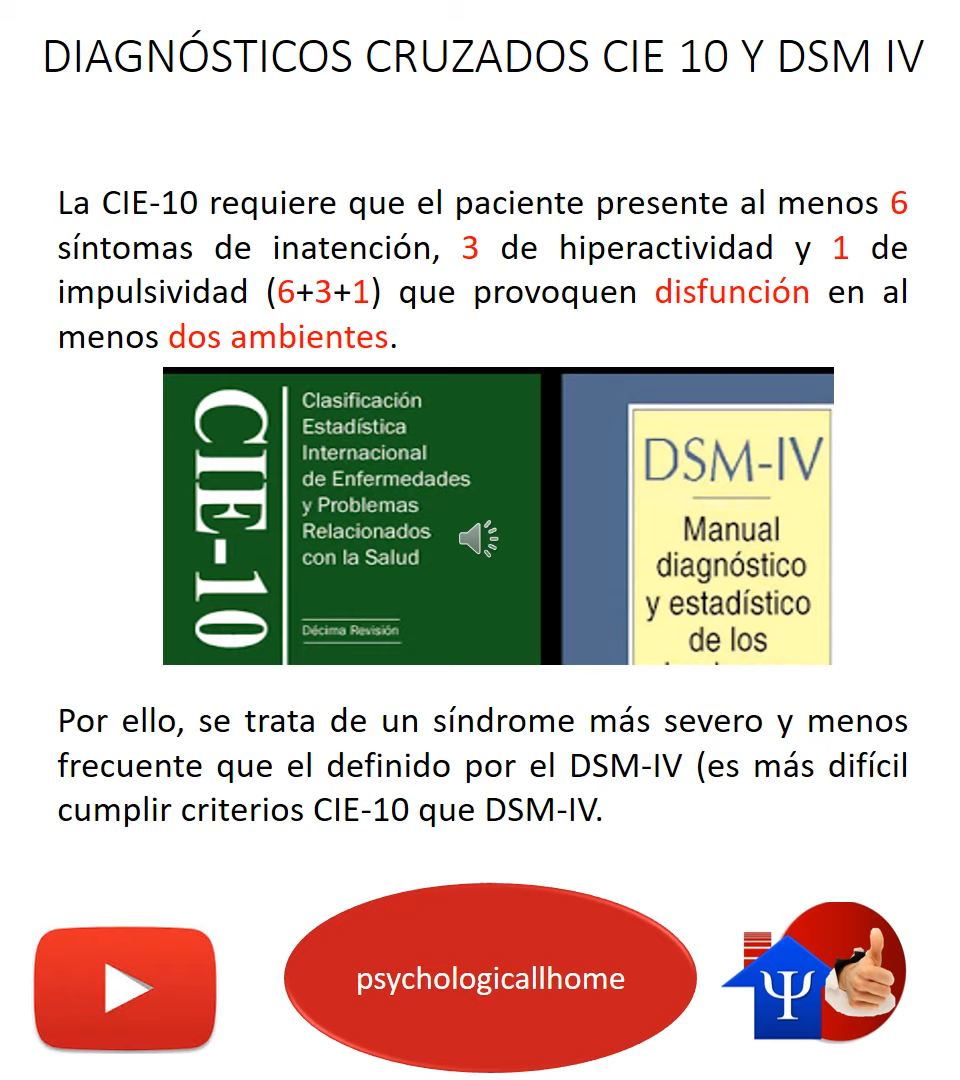 DIAGNÓSTICOS CRUZADOS CIE 10 Y DSM IV
La CIE-10 requiere que el paciente presente al menos 6
síntomas de inatención, 3 de hiperactividad y 1 de
impulsividad (6+3+1) que provoquen disfunción en al
menos dos ambientes.
CIE-10
Clasificación
Estadística
Internacional
de Enfermedades
y Problemas
Relacionados
con la Salud
Décima Revisión
DSM-IV
Manual
diagnóstico
y estadístico
de los
Por ello, se trata de un síndrome más severo y menos
frecuente que el definido por el DSM-IV (es más difícil
cumplir criterios CIE-10 que DSM-IV.
psychologicallhome
Ψ